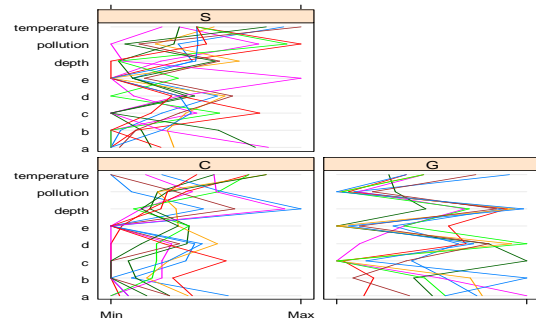 S
temperature
pollution
depth
e
d
c
b
a
C
G
temperature
pollution
depth
e
d
c
b
a
Min
Max